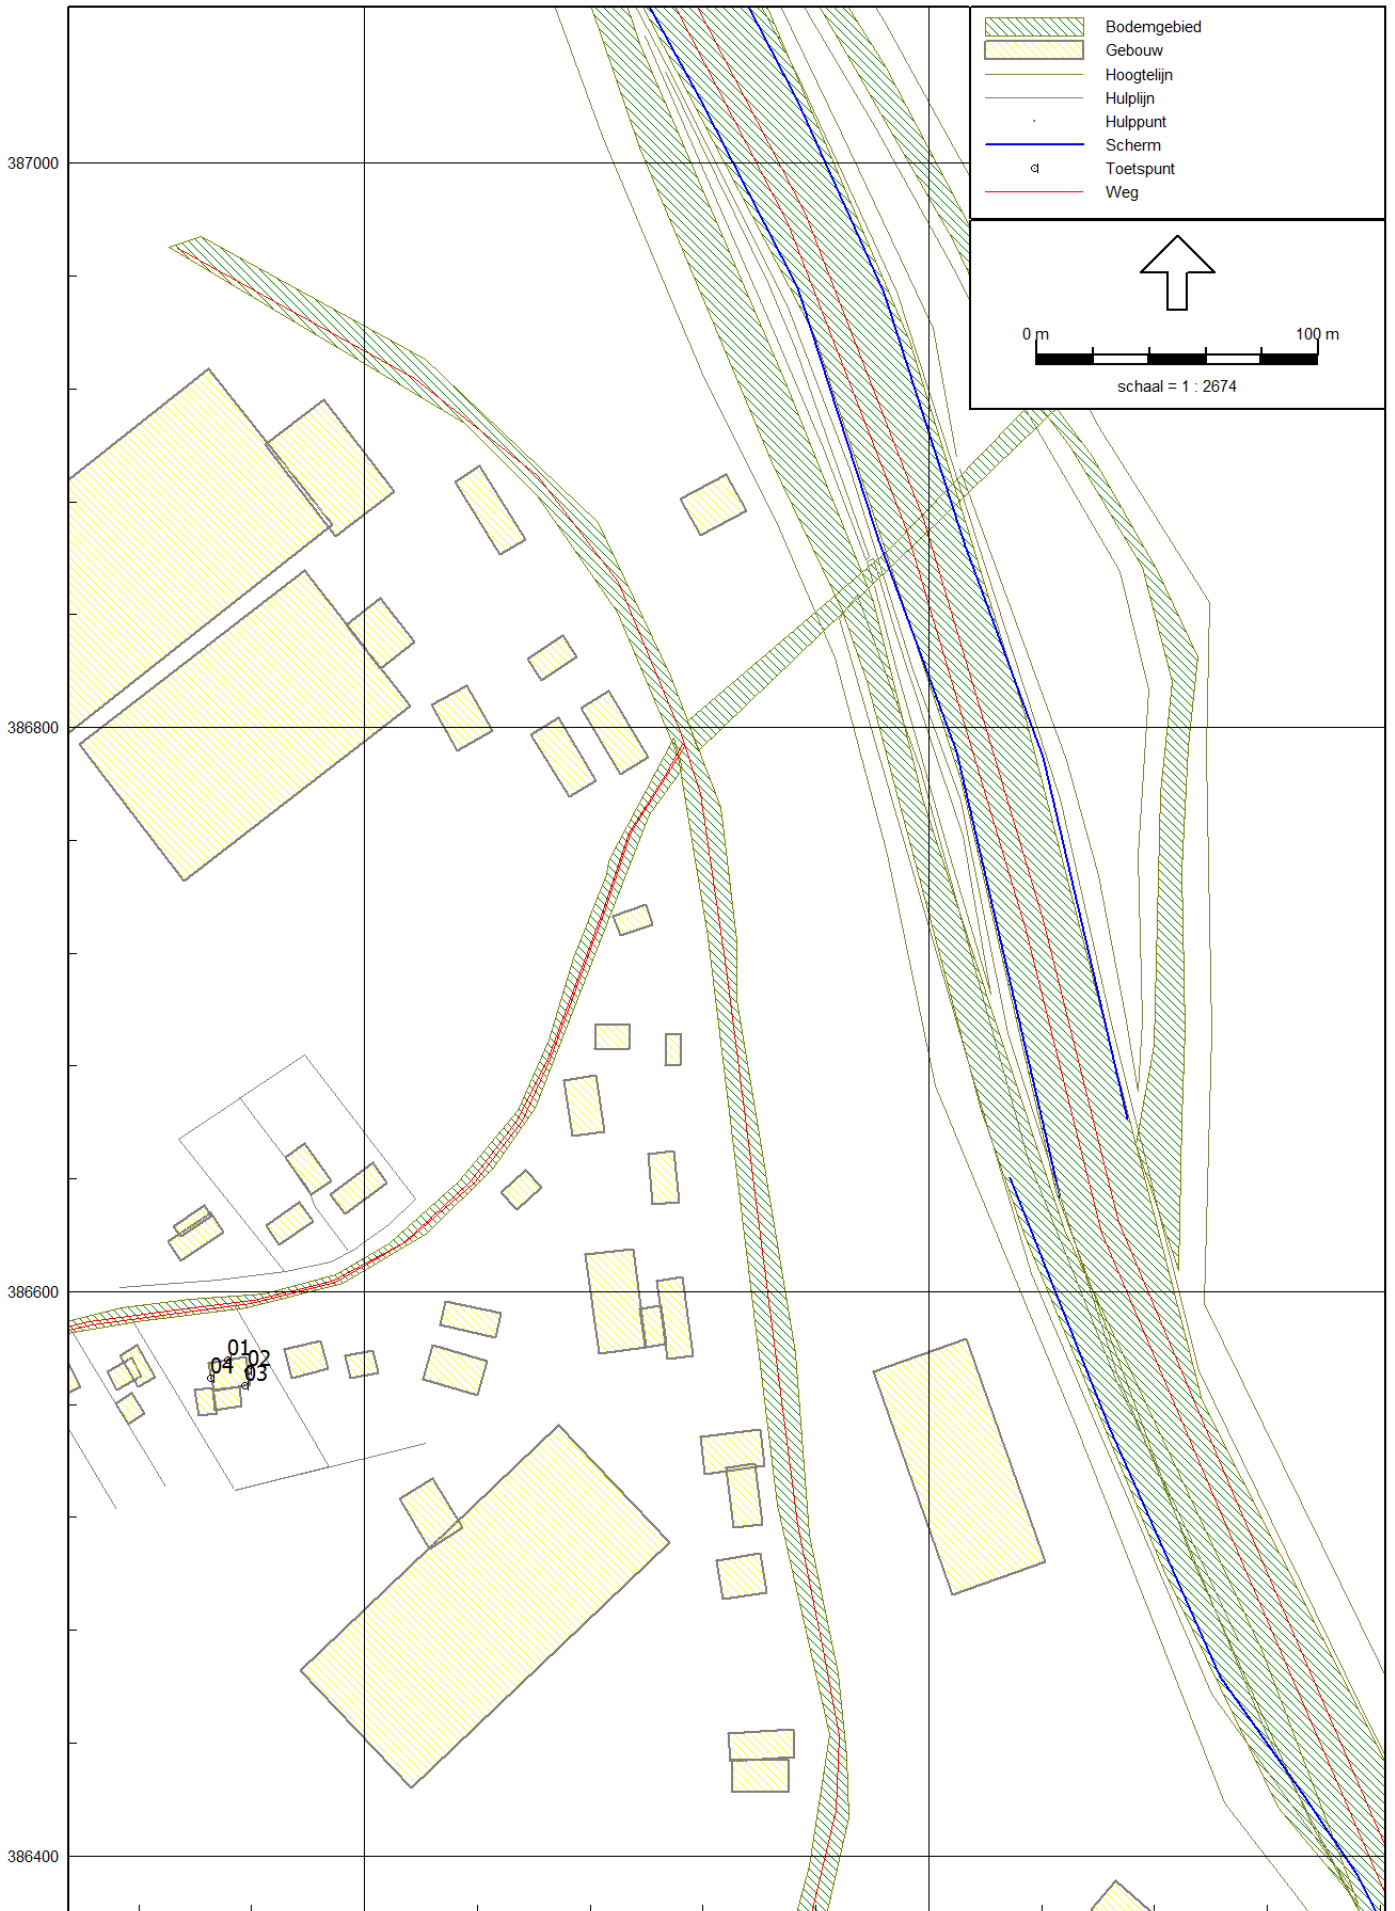 Bodemgebied
Gebouw
Hoogtelijn
Hulplijn
Hulppunt
Scherm
Toetspunt
Weg
0 m 100 m
schaal = 1 : 2674
387000
386800
386600
01
02
04
03
386400